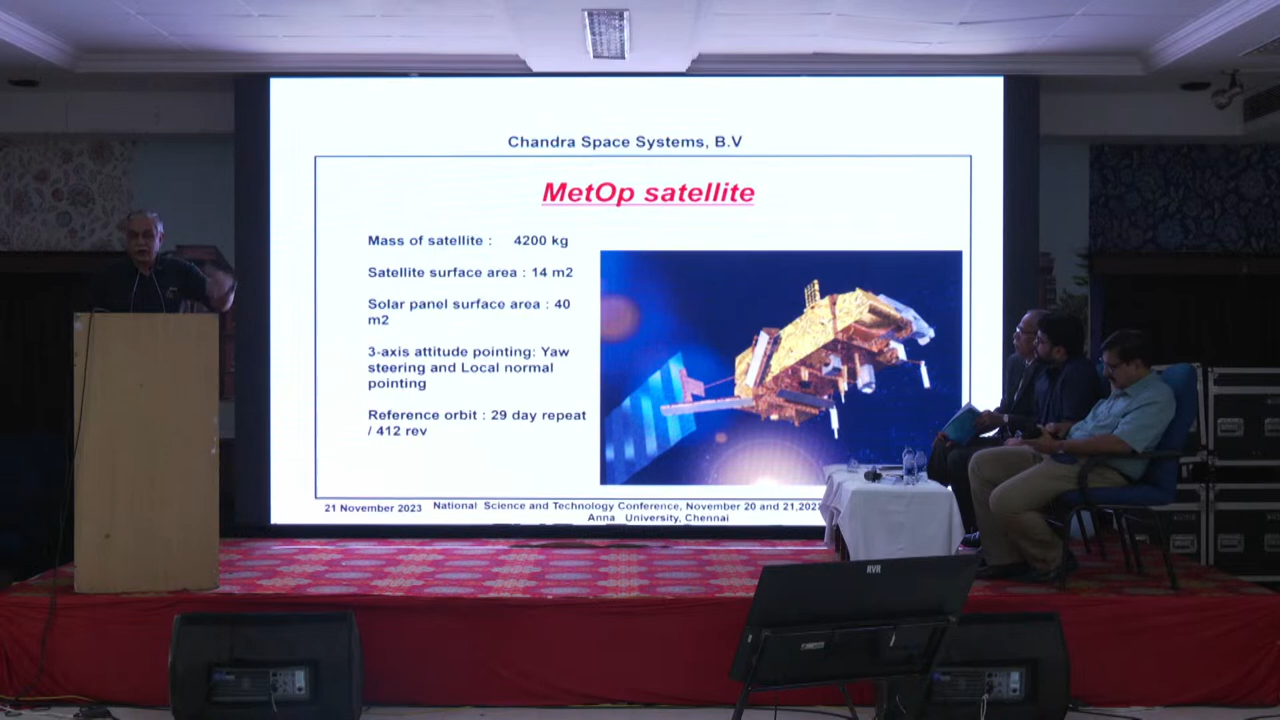 Chandra Space Systems, B.V
MetOp satellite
Mass of satellite : 4200 kg
Satellite surface area : 14 m2
Solar panel surface area : 40
m2
3-axis attitude pointing: Yaw
steering and Local normal
pointing
Reference orbit : 29 day repeat
/ 412 rev
21 November 2023
National Science and Technology Conference, November 20 and 21,202
Anna University, Chennai
RVR